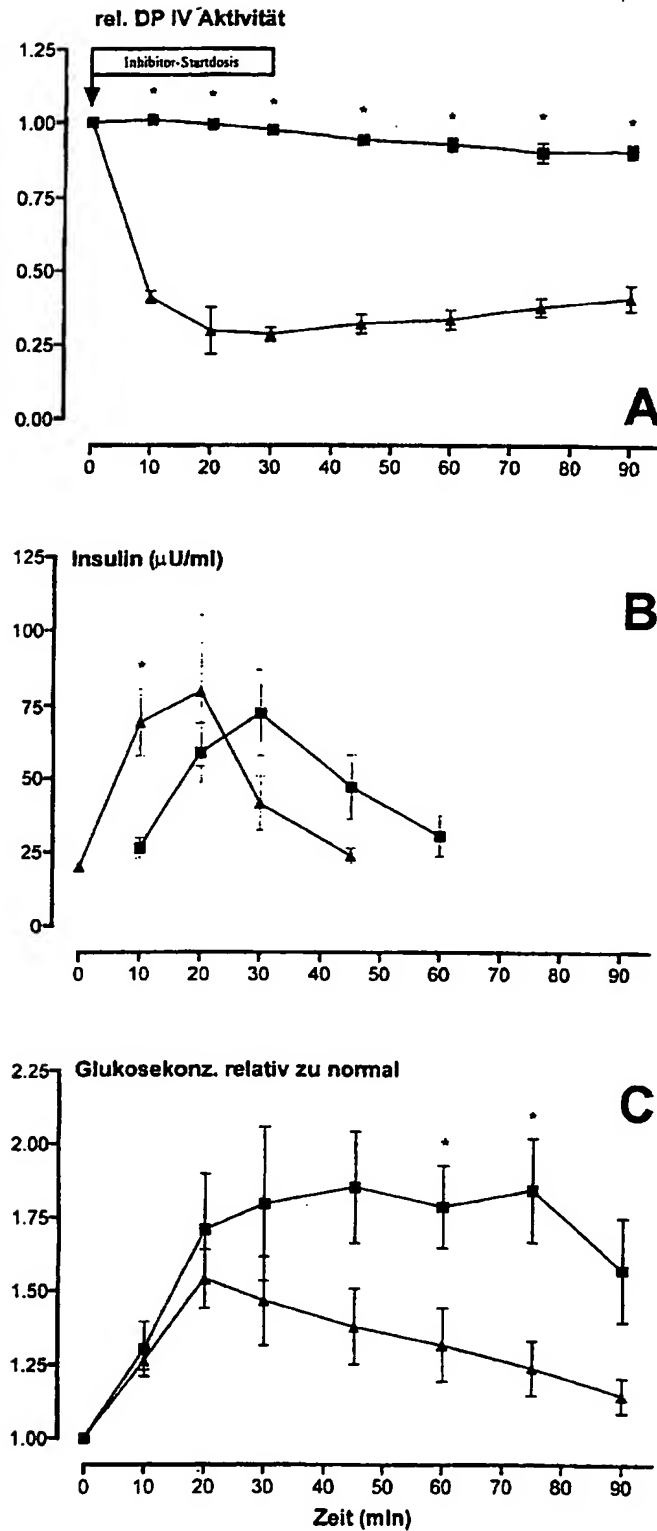 rel. DP IV Aktivität
1.25
Inhibitor-Startdosis
* * * * * * *
1.00
0.75
0.50
0.25
0.00
A
0 10 20 30 40 50 60 70 80 90
125
Insulin (µU/ml)
B
100
*
75
50
25
0
0 10 20 30 40 50 60 70 80 90
2.25
Glukosekonz. relativ zu normal
C
* *
2.00
1.75
1.50
1.25
1.00
0 10 20 30 40 50 60 70 80 90
Zeit (min)